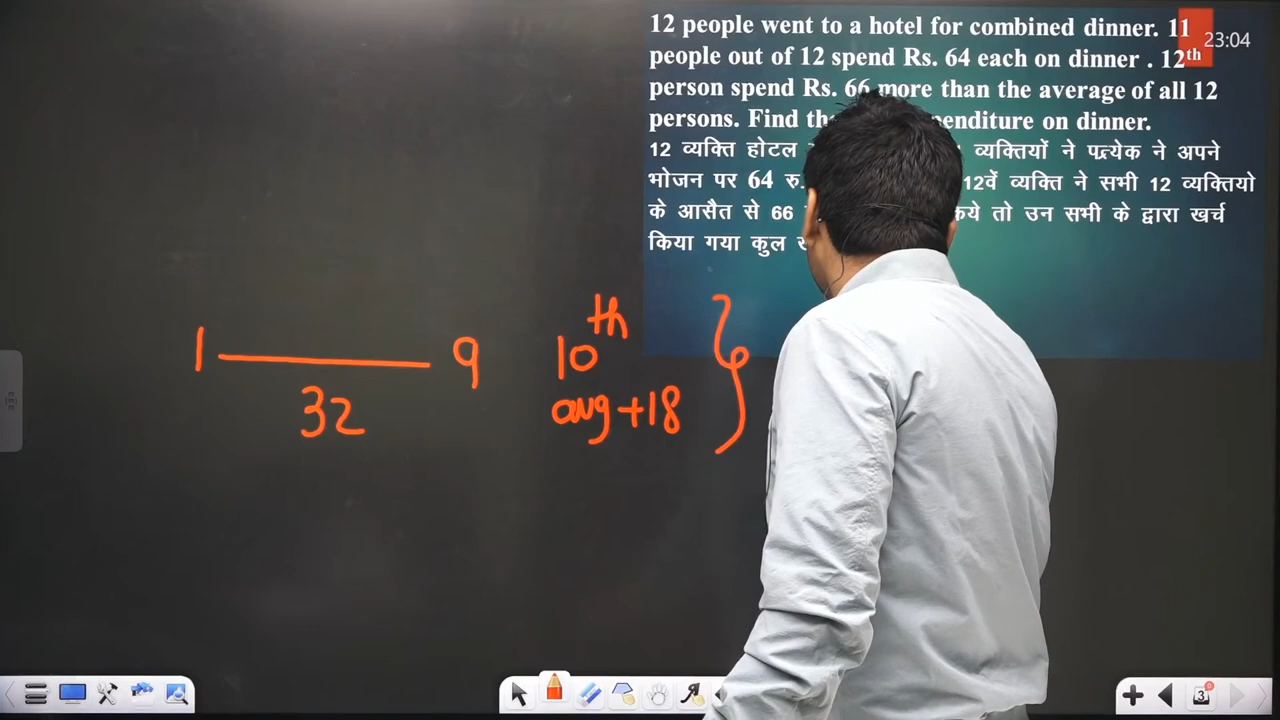 12 people went to a hotel for combined dinner. 11
people out of 12 spend Rs. 64 each on dinner . 12th
person spend Rs. 66 more than the average of all 12
persons. Find enditure on dinner.
12 व्यक्ति होटल व्यक्तियों ने प्रत्येक ने अपने
भोजन पर 64 रु. 12वें व्यक्ति ने सभी 12 व्यक्तियो
के आसैत से 66 किये तो उन सभी के द्वारा खर्च
किया गया कुल
23:04
1 9 10th
32 avg+18
3